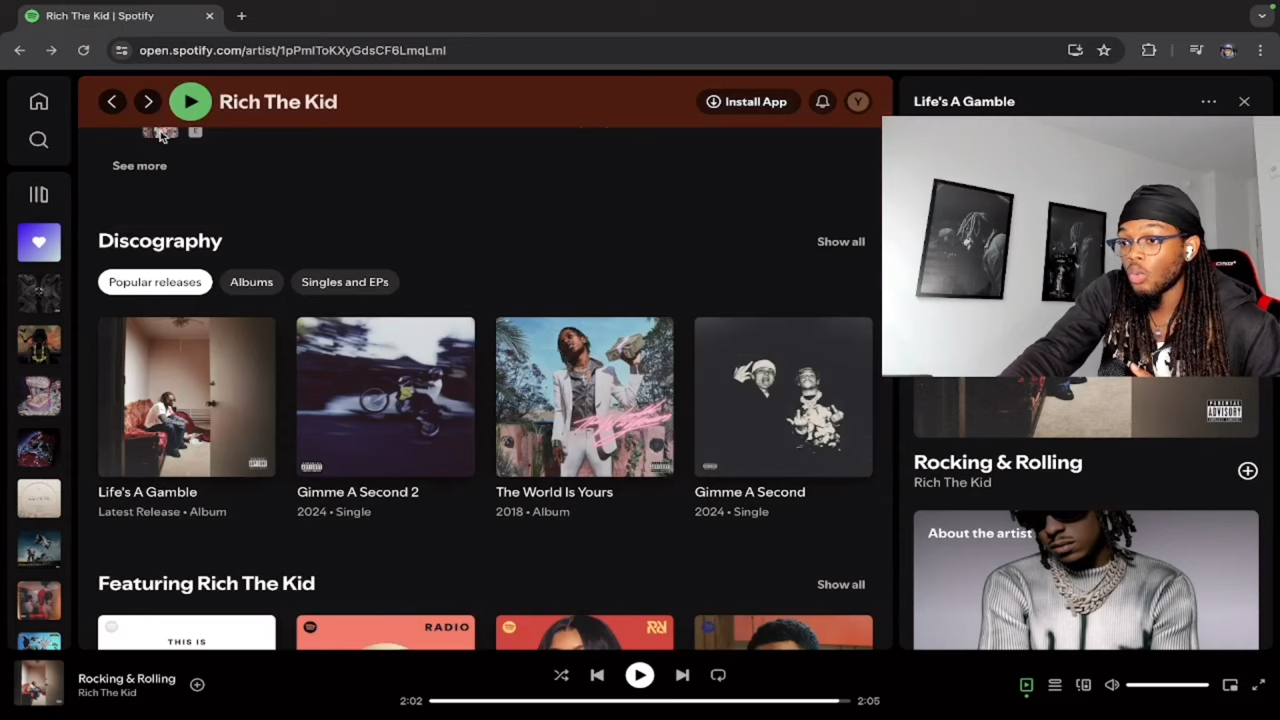 Rich The Kid | Spotify
open.spotify.com/artist/1pPmIToKXyGdsCF6LmqLmI
Rich The Kid
Install App
Y
Life's A Gamble
E
See more
Discography
Show all
Popular releases
Albums
Singles and EPs
PARENTAL
ADVISORY
Life's A Gamble
Latest Release • Album
Gimme A Second 2
2024 • Single
The World Is Yours
2018 • Album
Gimme A Second
2024 • Single
Rocking & Rolling
Rich The Kid
About the artist
Featuring Rich The Kid
Show all
THIS IS
RADIO
Rocking & Rolling
Rich The Kid
2:02
2:05